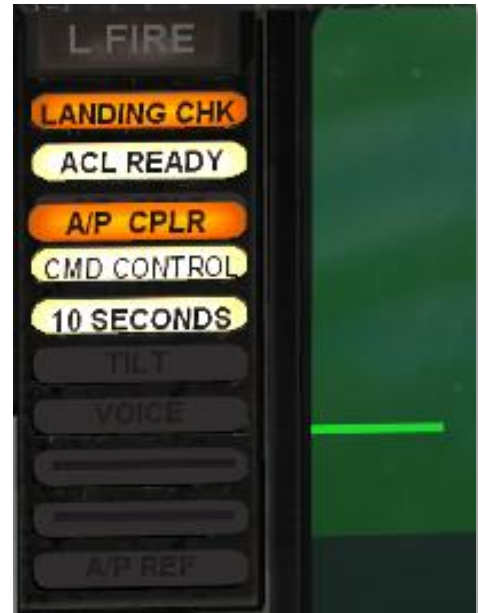 L FIRE
LANDING CHK
ACL READY
A/P CPLR
CMD CONTROL
10 SECONDS
TILT
VOICE
A/P REF